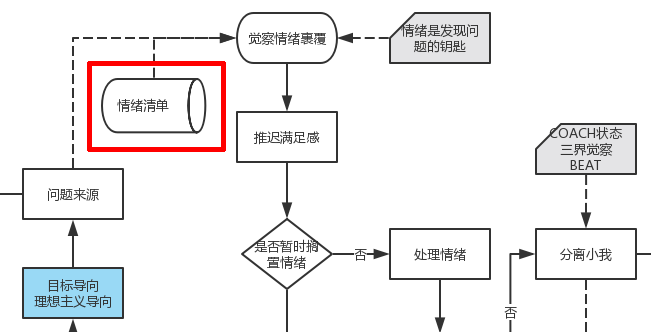 觉察情绪裹覆
情绪是发现问
题的钥匙
情绪清单
推迟满足感
COACH状态
三界觉察
BEAT
问题来源
是否暂时搁
置情绪
否
处理情绪
分离小我
目标导向
理想主义导向
否